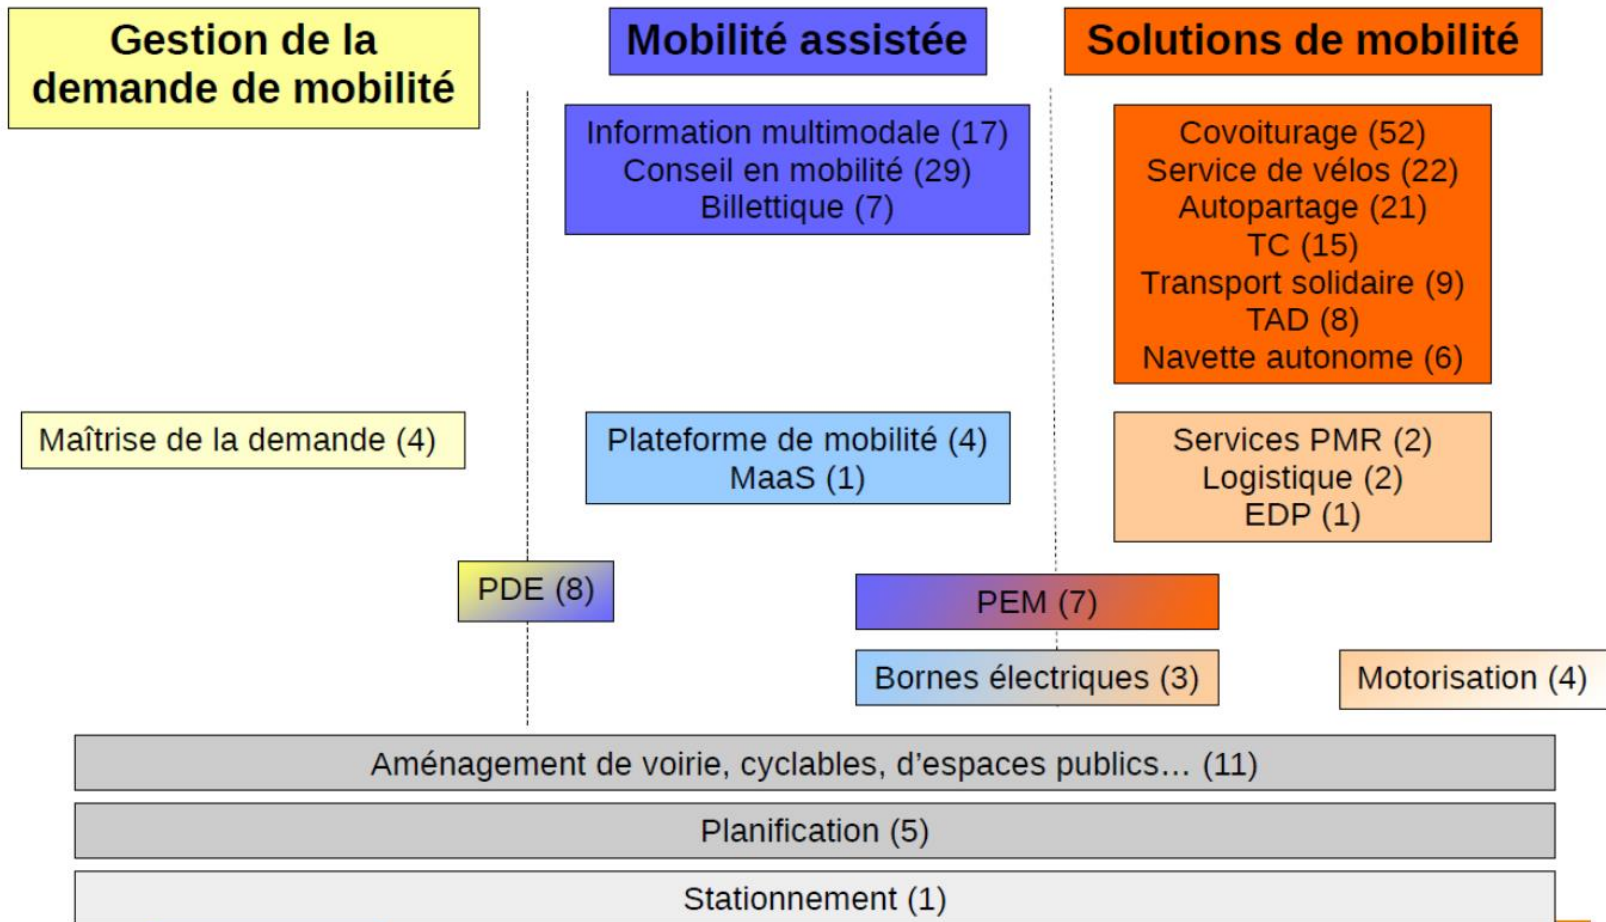 Gestion de la
demande de mobilité
Mobilité assistée
Solutions de mobilité
Information multimodale (17)
Conseil en mobilité (29)
Billettique (7)
Covoiturage (52)
Service de vélos (22)
Autopartage (21)
TC (15)
Transport solidaire (9)
TAD (8)
Navette autonome (6)
Maîtrise de la demande (4)
Plateforme de mobilité (4)
MaaS (1)
Services PMR (2)
Logistique (2)
EDP (1)
PDE (8)
PEM (7)
Bornes électriques (3)
Motorisation (4)
Aménagement de voirie, cyclables, d’espaces publics… (11)
Planification (5)
Stationnement (1)